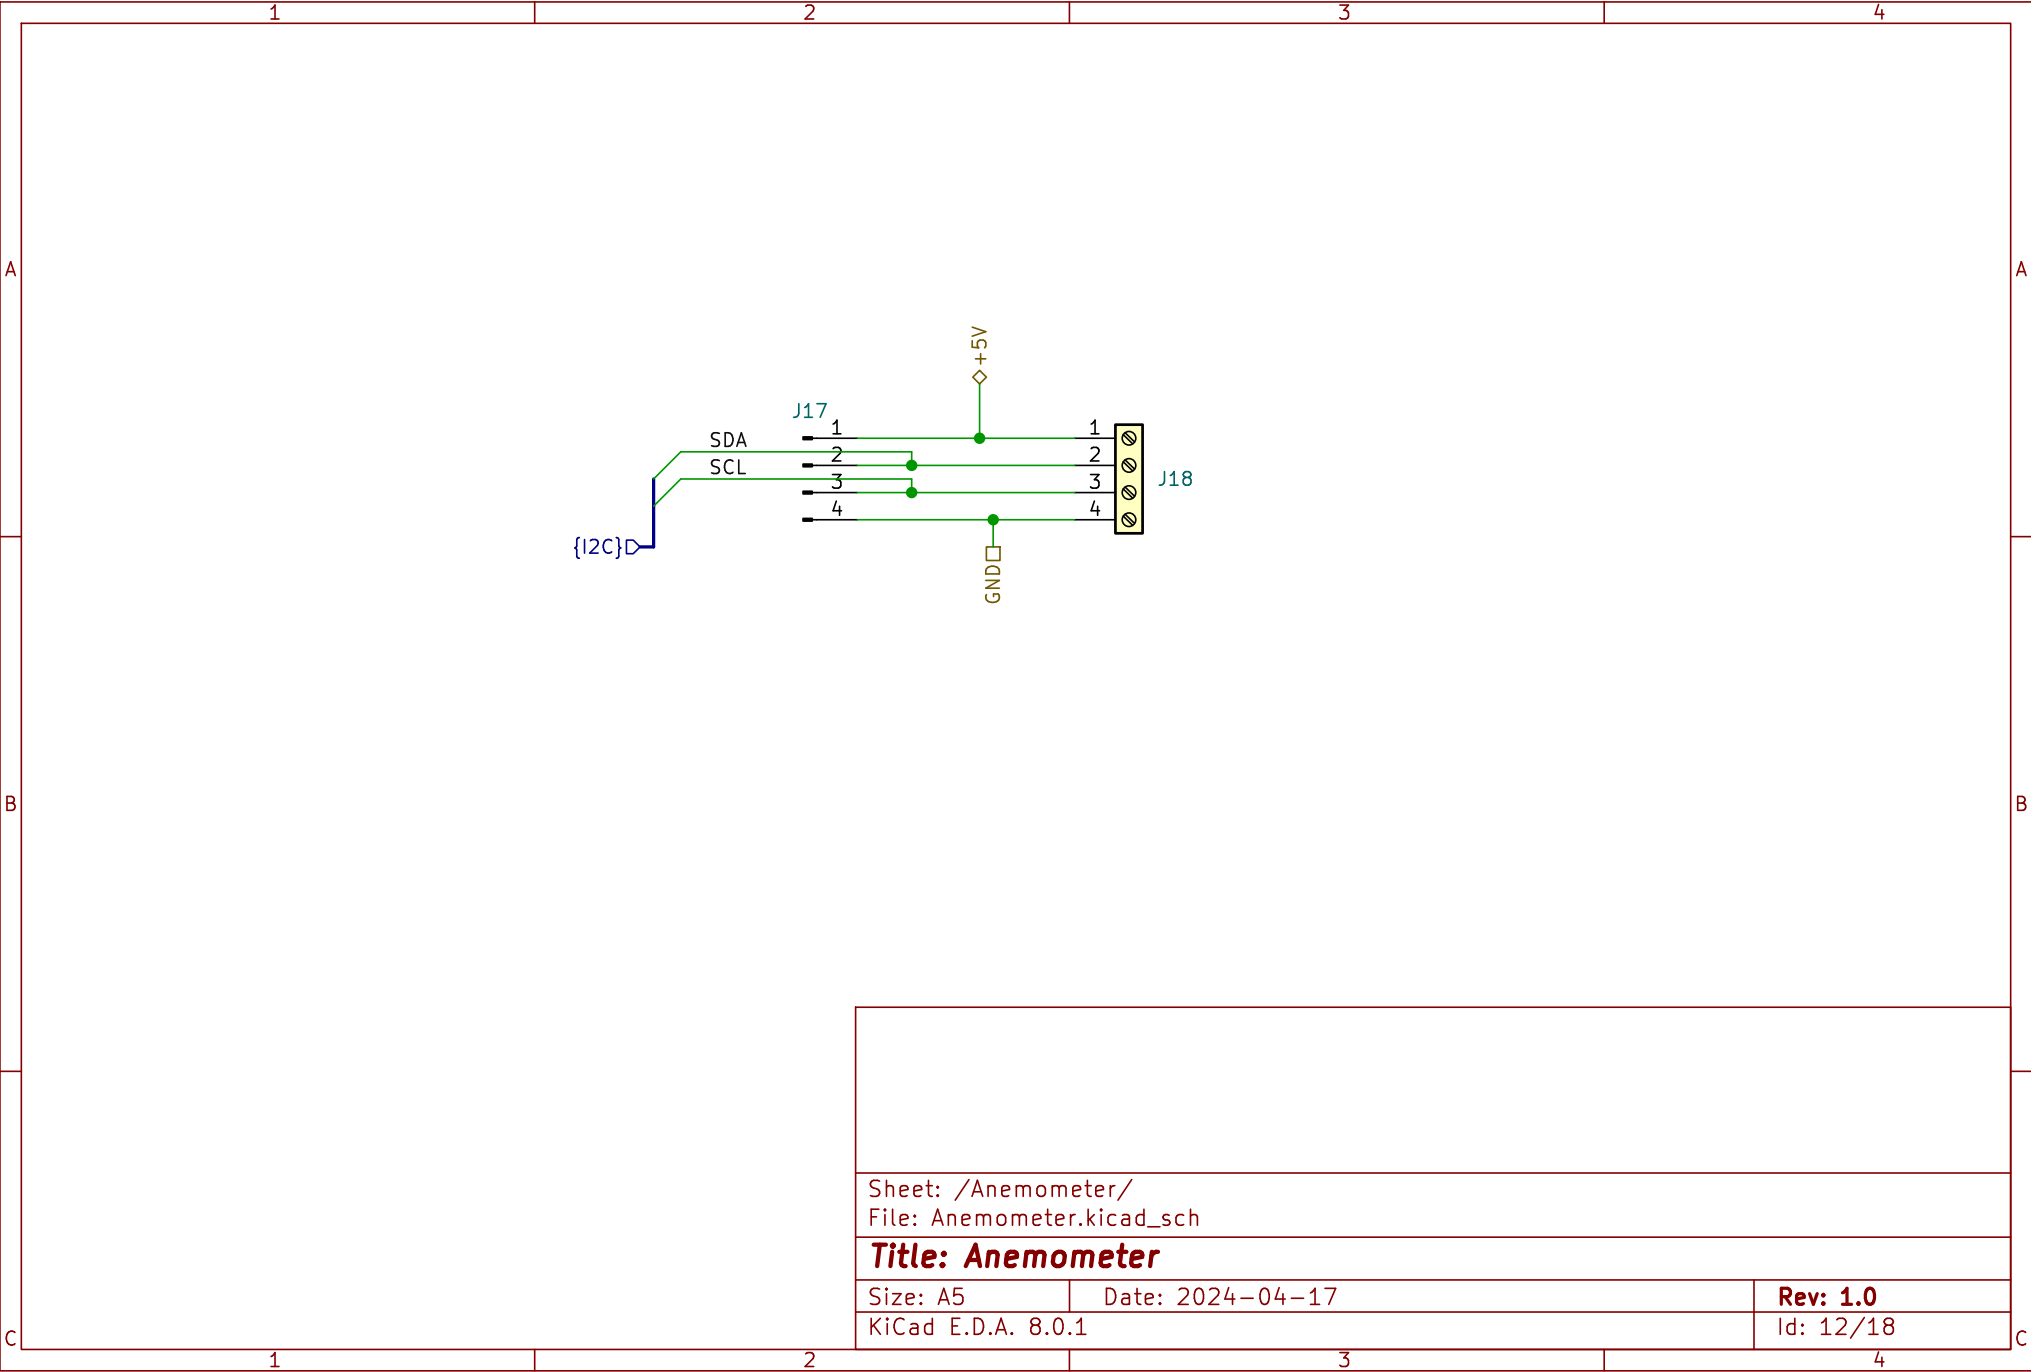 1 2 3 4
A A
+5V
J17
1 1
SDA
2 2
SCL
3 3
J18
4 4
{I2C}
GND
B B
Sheet: /Anemometer/
File: Anemometer.kicad_sch
Title: Anemometer
Size: A5 Date: 2024-04-17 Rev: 1.0
KiCad E.D.A. 8.0.1 Id: 12/18
C C
1 2 3 4